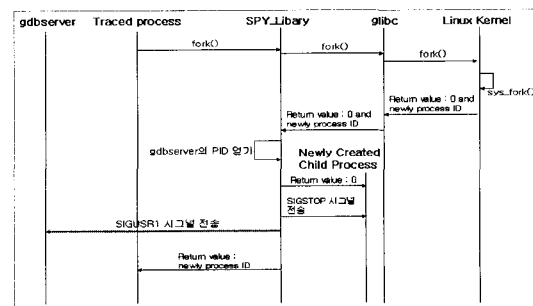 gdbserver Traced process SPY_Libary glibc Linux Kernel
fork()
fork()
fork()
sys_fork()
Return value : 0 and
newly process ID
Return value : 0 and
newly process ID
gdbserver의 PID 얻기
Newly Created
Child Process
Return value : 0
SIGSTOP 시그널
전송
SIGUSR1 시그널 전송
Return value :
newly process ID